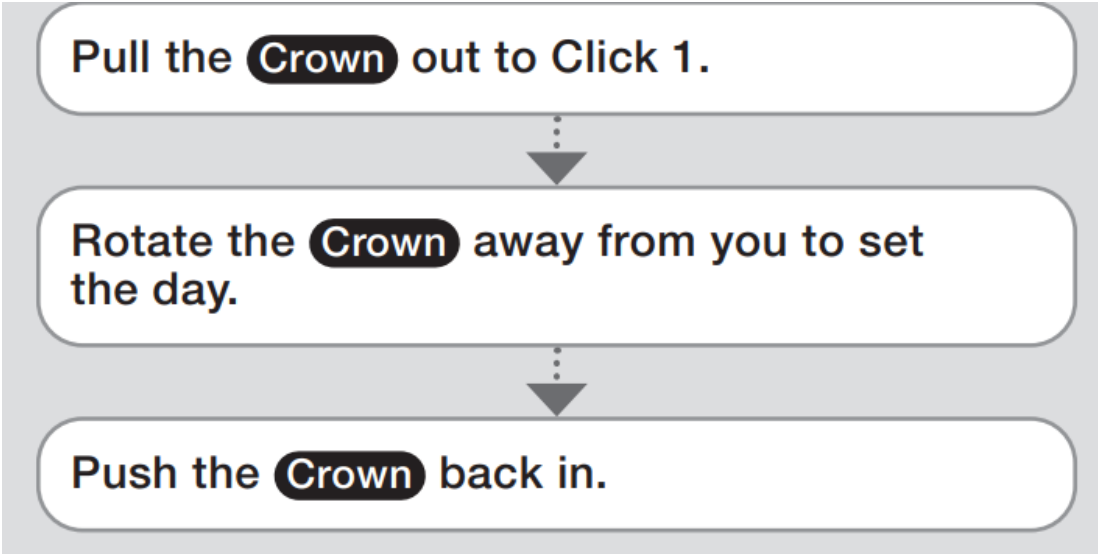 Pull the Crown out to Click 1.
Rotate the Crown away from you to set
the day.
Push the Crown back in.